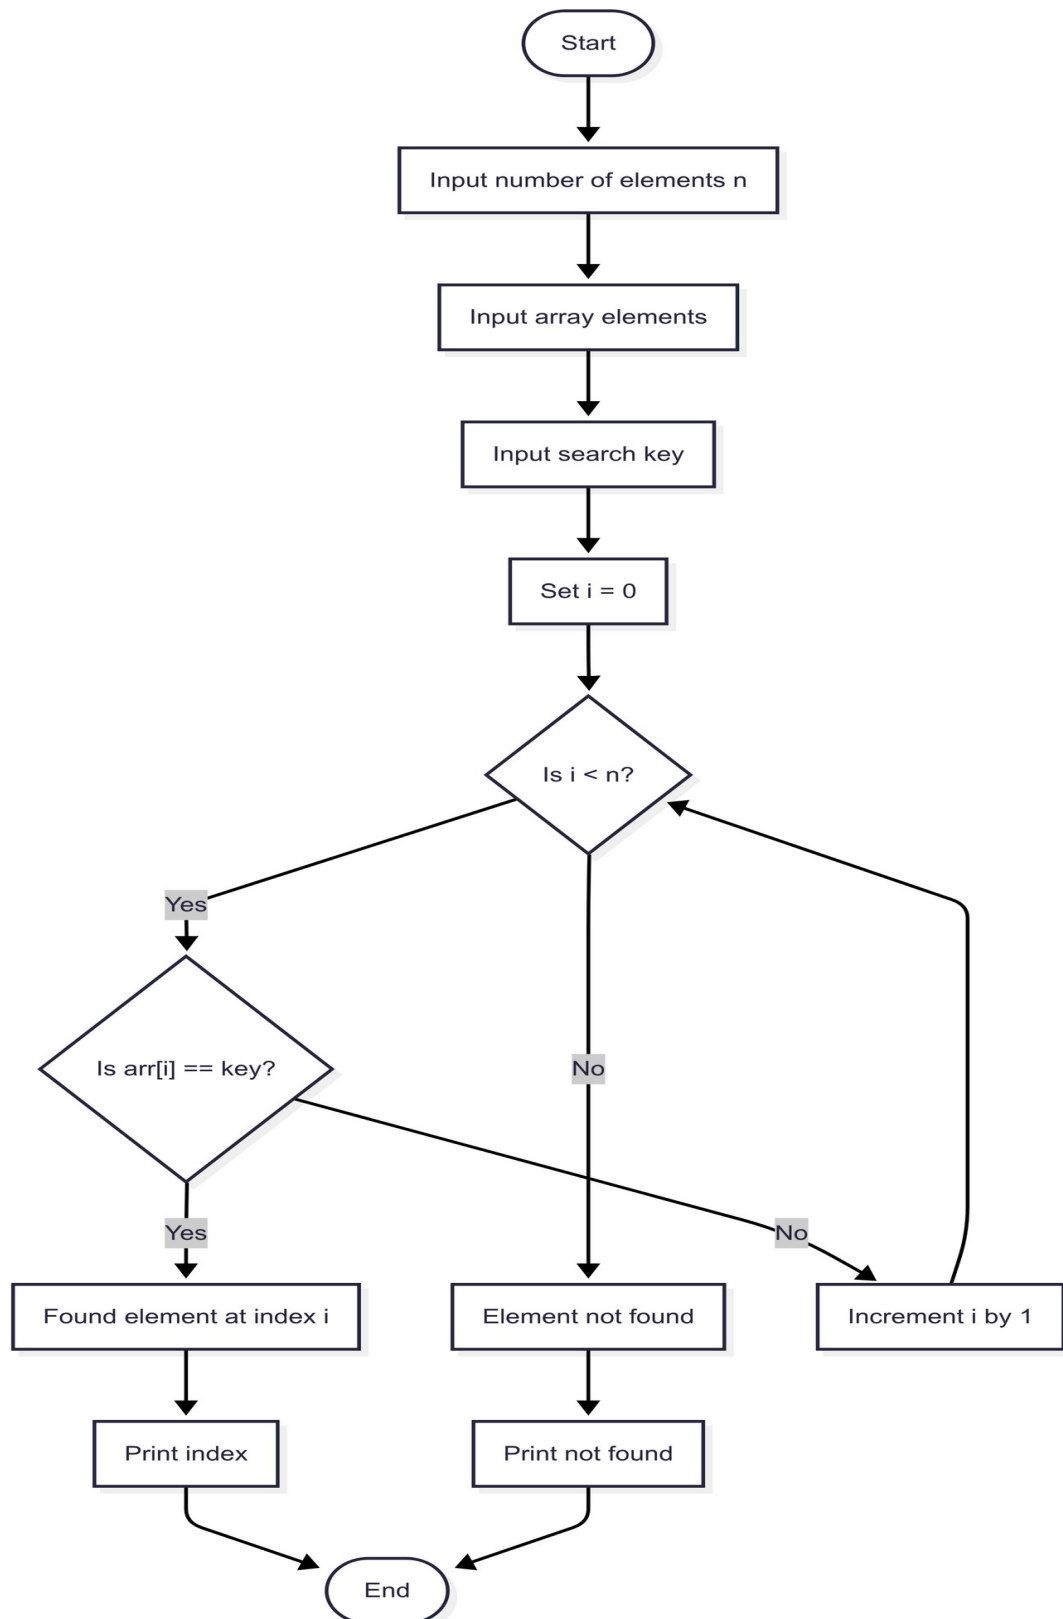 Start
Input number of elements n
Input array elements
Input search key
Set i = 0
Is i < n?
Yes
Is arr[i] == key?
No
Yes
No
Found element at index i
Element not found
Increment i by 1
Print index
Print not found
End